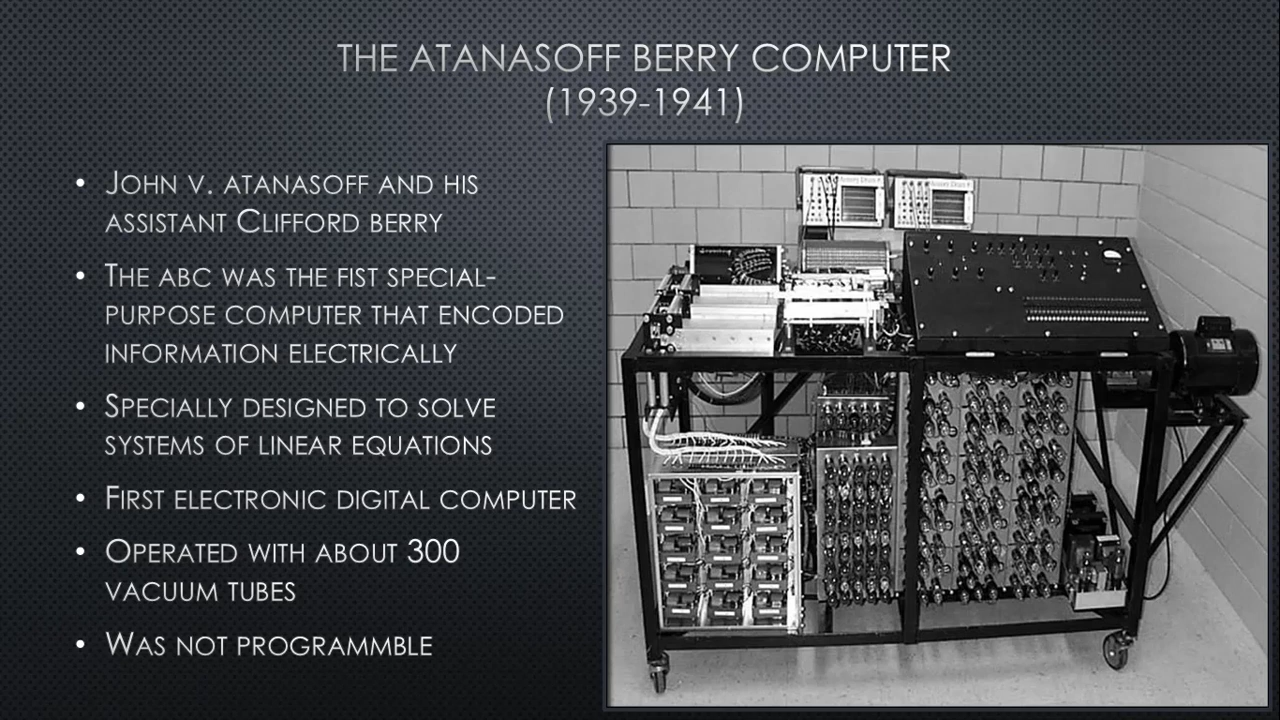 THE ATANASOFF BERRY COMPUTER
(1939-1941)
• JOHN V. ATANASOFF AND HIS
ASSISTANT CLIFFORD BERRY
• THE ABC WAS THE FIST SPECIAL-
PURPOSE COMPUTER THAT ENCODED
INFORMATION ELECTRICALLY
• SPECIALLY DESIGNED TO SOLVE
SYSTEMS OF LINEAR EQUATIONS
• FIRST ELECTRONIC DIGITAL COMPUTER
• OPERATED WITH ABOUT 300
VACUUM TUBES
• WAS NOT PROGRAMMBLE